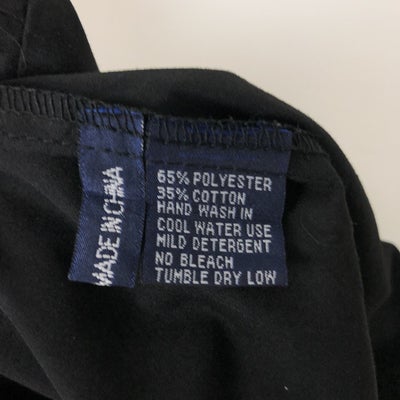 MADE IN CHINA
65% POLYESTER
35% COTTON
HAND WASH IN
COOL WATER USE
MILD DETERGENT
NO BLEACH
TUMBLE DRY LOW